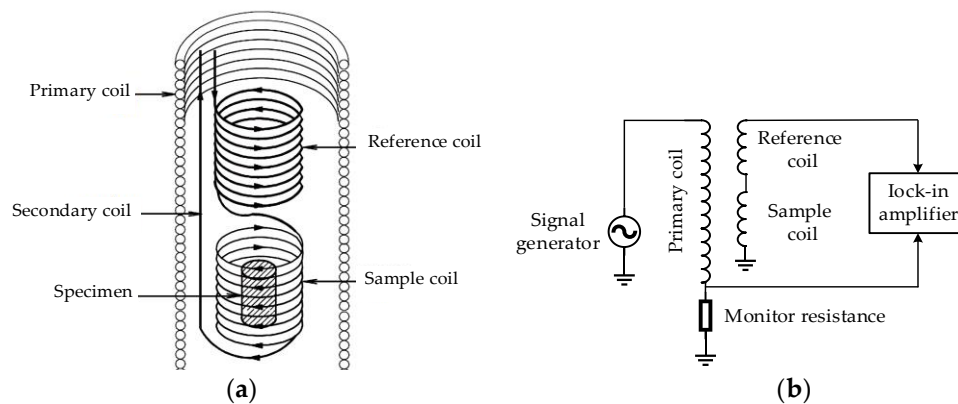 Primary coil
Reference coil
Secondary coil
Specimen
Sample coil
(a)
Signal
generator
Primary coil
Reference
coil
Sample
coil
lock-in
amplifier
Monitor resistance
(b)